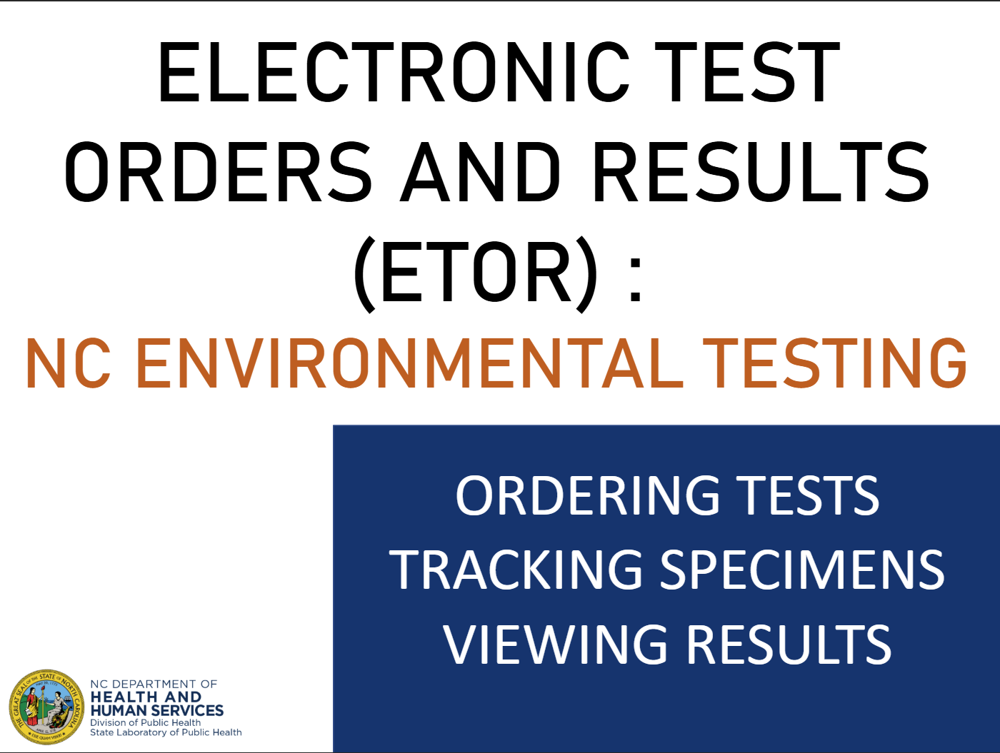 ELECTRONIC TEST
ORDERS AND RESULTS
(ETOR) :
NC ENVIRONMENTAL TESTING
ORDERING TESTS
TRACKING SPECIMENS
VIEWING RESULTS
THE GREAT SEAL OF THE STATE OF NORTH CAROLINA
MAY 20, 1775
APRIL 12, 1776
ESSE QUAM VIDERI
NC DEPARTMENT OF
HEALTH AND
HUMAN SERVICES
Division of Public Health
State Laboratory of Public Health